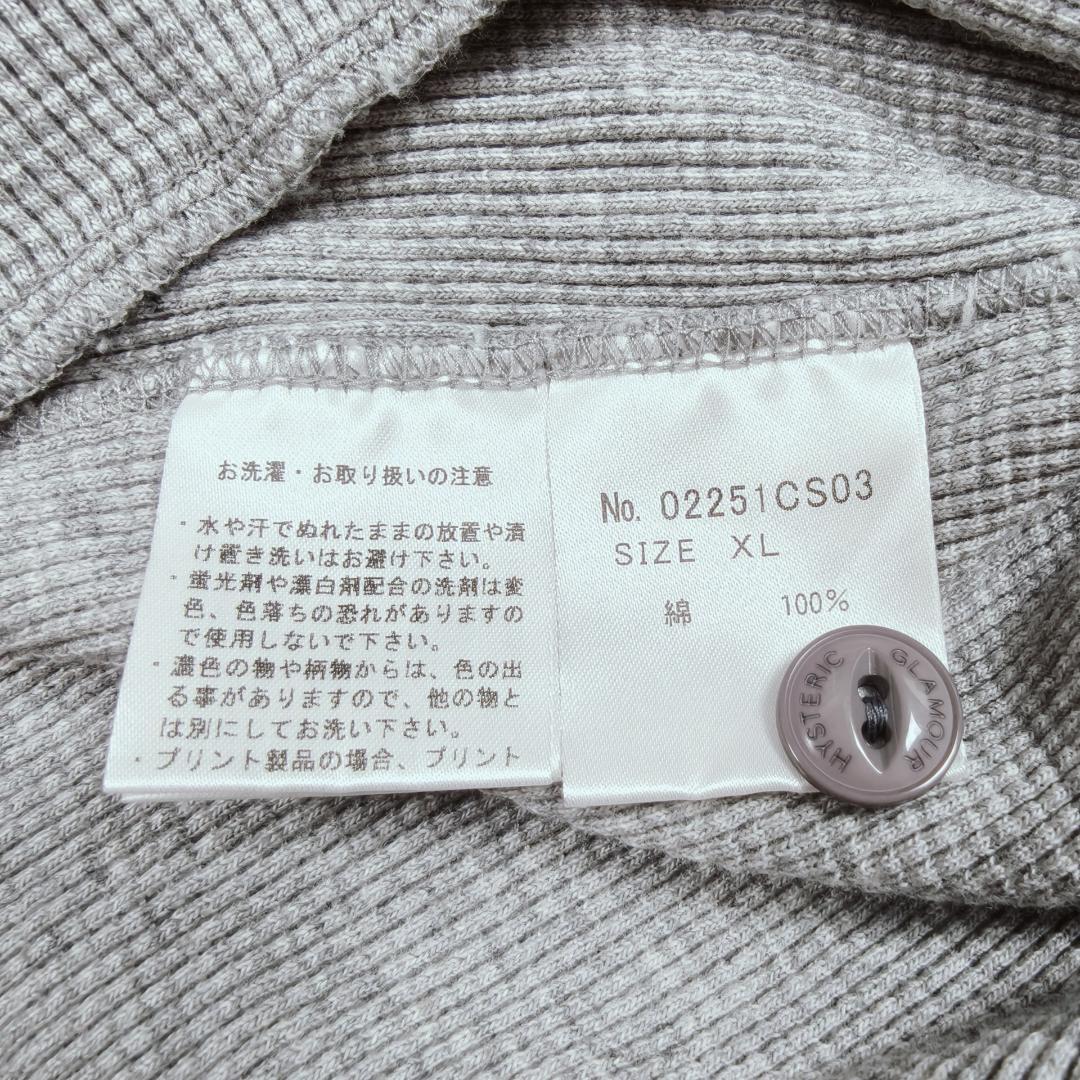 お洗濯・お取り扱いの注意
・水や汗でぬれたままの放置や漬
け置き洗いはお避け下さい。
・蛍光剤や漂白剤配合の洗剤は変
色、色落ちの恐れがありますの
で使用しないで下さい。
・濃色の物や柄物からは、色の出
る事がありますので、他の物と
は別にしてお洗い下さい。
・プリント製品の場合、プリント
No. 02251CS03
SIZE XL
綿 100%
HYSTERIC GLAMOUR